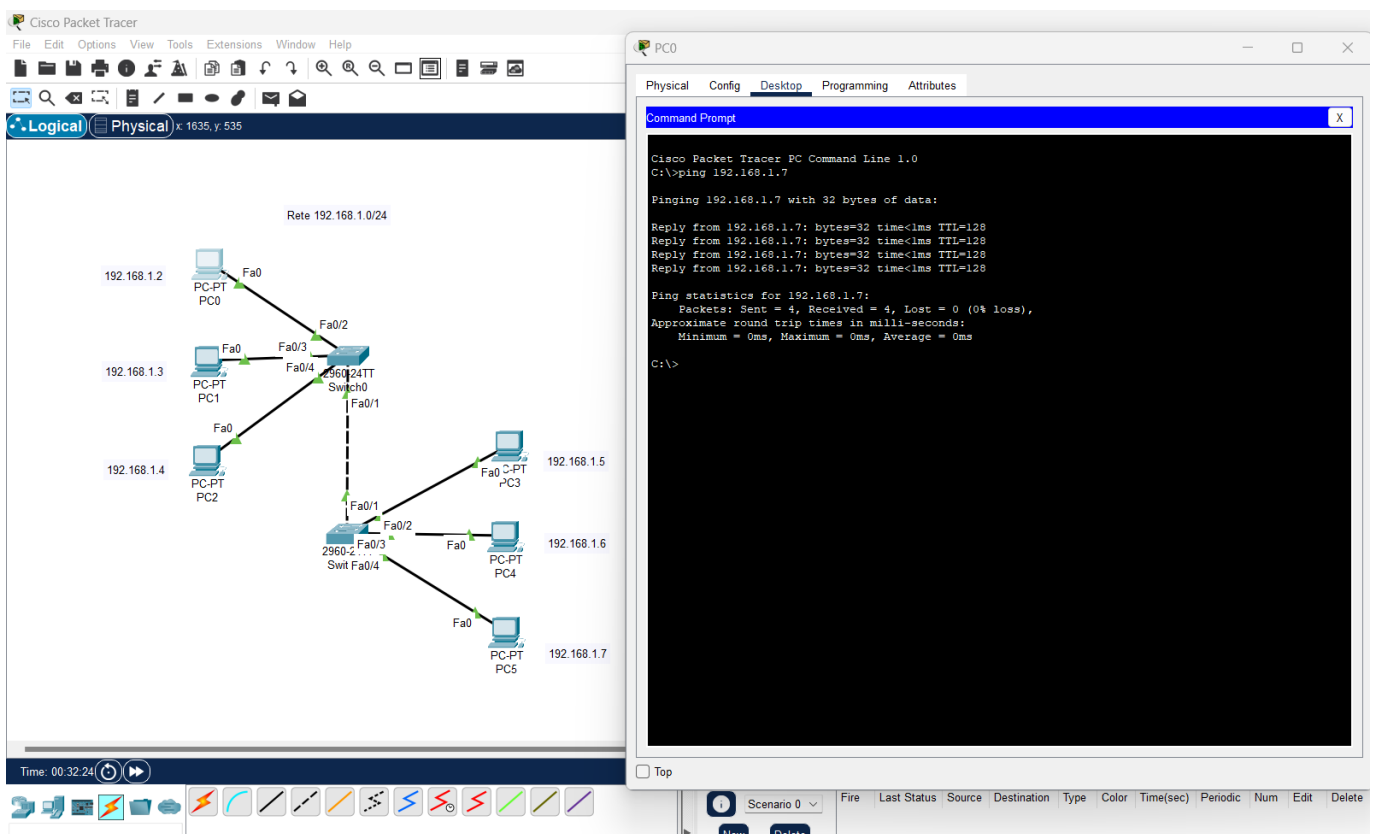 Cisco Packet Tracer
File Edit Options View Tools Extensions Window Help
Logical Physical x: 1635, y: 535
Rete 192.168.1.0/24
192.168.1.2
Fa0
PC-PT
PC0
Fa0/2
192.168.1.3
Fa0
Fa0/3
Fa0/4
PC-PT
PC1
2960-24TT
Switch0
Fa0/1
192.168.1.4
Fa0
PC-PT
PC2
192.168.1.5
Fa0
PC3
Fa0/1
Fa0/2
Fa0/3
Fa0/4
Fa0
192.168.1.6
PC-PT
PC4
Fa0
192.168.1.7
PC-PT
PC5
Time: 00:32:24
PC0
Physical Config Desktop Programming Attributes
Command Prompt
X
Cisco Packet Tracer PC Command Line 1.0
C:\>ping 192.168.1.7
Pinging 192.168.1.7 with 32 bytes of data:
Reply from 192.168.1.7: bytes=32 time<1ms TTL=128
Reply from 192.168.1.7: bytes=32 time<1ms TTL=128
Reply from 192.168.1.7: bytes=32 time<1ms TTL=128
Reply from 192.168.1.7: bytes=32 time<1ms TTL=128
Ping statistics for 192.168.1.7:
Packets: Sent = 4, Received = 4, Lost = 0 (0% loss),
Approximate round trip times in milli-seconds:
Minimum = 0ms, Maximum = 0ms, Average = 0ms
C:\>
Top
Scenario 0
Fire Last Status Source Destination Type Color Time(sec) Periodic Num Edit Delete
New Delete